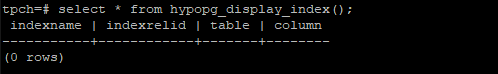 tpch=# select * from hypopg_display_index();
 indexname | indexrelid | table | column
-----------+------------+-------+--------
(0 rows)